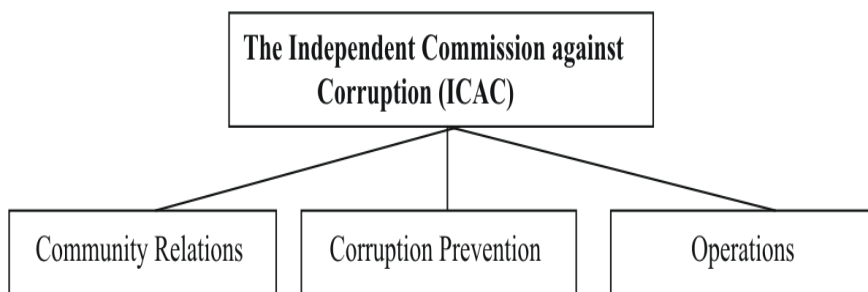 The Independent Commission against
Corruption (ICAC)
Community Relations
Corruption Prevention
Operations